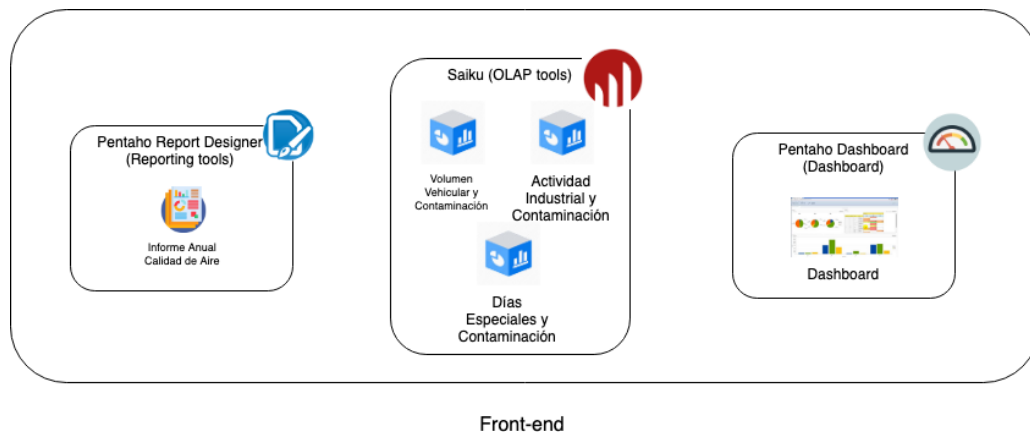 Pentaho Report Designer
(Reporting tools)
Informe Anual
Calidad de Aire
Saiku (OLAP tools)
Volumen
Vehicular y
Contaminación
Actividad
Industrial y
Contaminación
Días
Especiales y
Contaminación
Pentaho Dashboard
(Dashboard)
Dashboard
Front-end